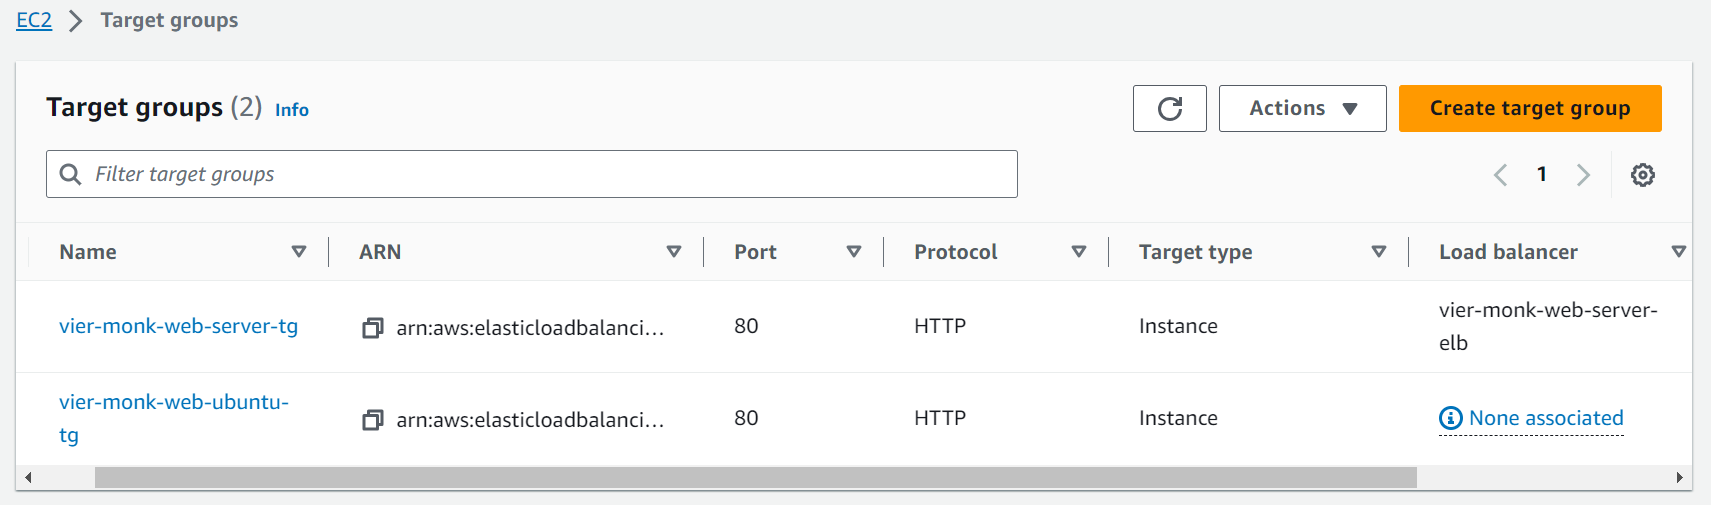 EC2 > Target groups
Target groups (2) Info
Actions
Create target group
Filter target groups
1
Name ARN Port Protocol Target type Load balancer
vier-monk-web-server-tg arn:aws:elasticloadbalanci... 80 HTTP Instance vier-monk-web-server-
elb
vier-monk-web-ubuntu-
tg arn:aws:elasticloadbalanci... 80 HTTP Instance None associated